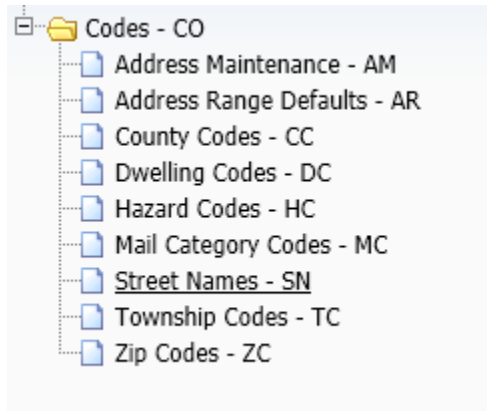 Codes - CO
Address Maintenance - AM
Address Range Defaults - AR
County Codes - CC
Dwelling Codes - DC
Hazard Codes - HC
Mail Category Codes - MC
Street Names - SN
Township Codes - TC
Zip Codes - ZC